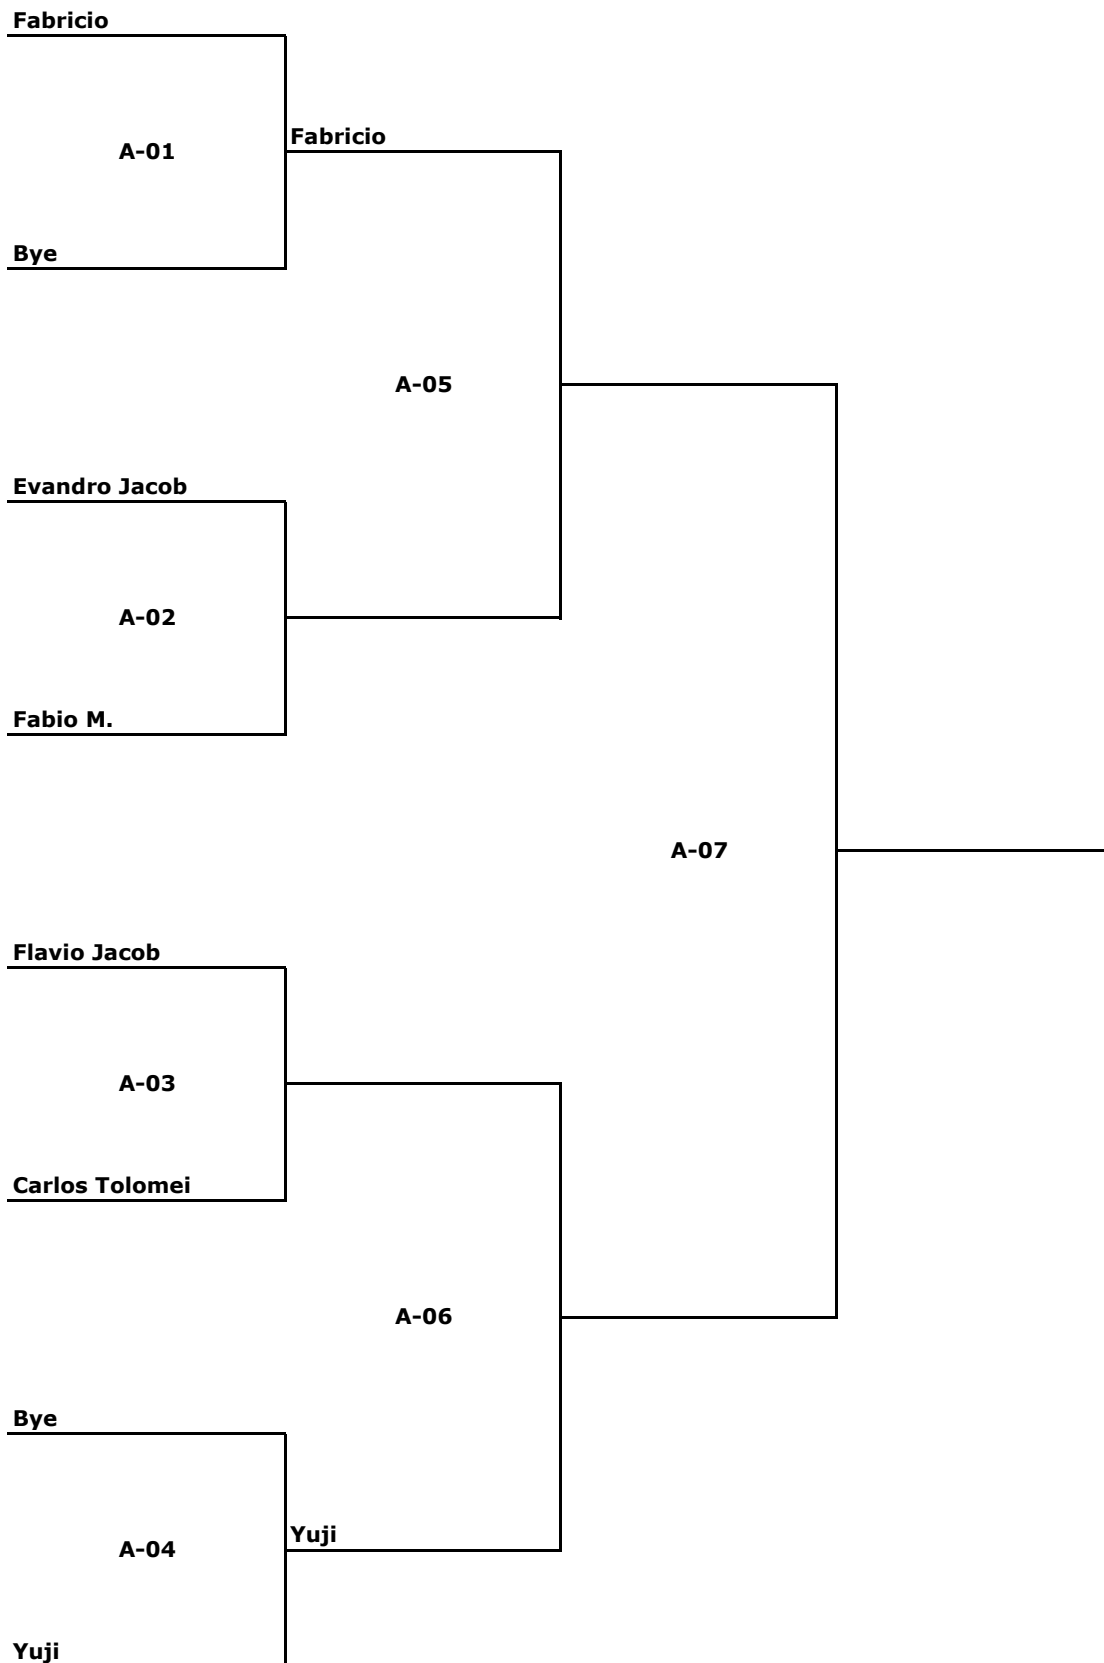 Fabricio
A-01
Fabricio
Bye
A-05
Evandro Jacob
A-02
Fabio M.
A-07
Flavio Jacob
A-03
Carlos Tolomei
A-06
Bye
A-04
Yuji
Yuji